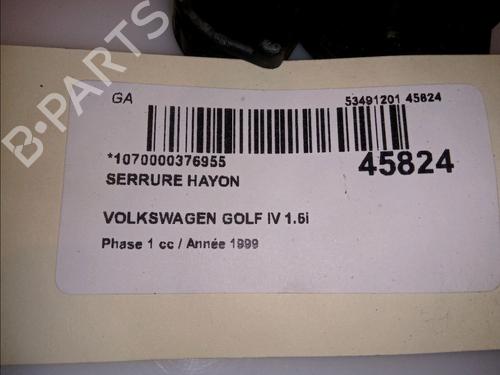 B-PARTS
GA
53491201 45824
*1070000376955
45824
SERRURE HAYON
VOLKSWAGEN GOLF IV 1.6i
Phase 1 cc / Année 1999